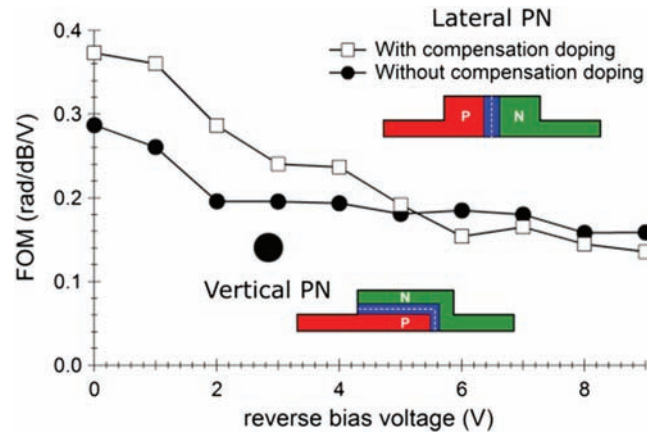 Lateral PN
With compensation doping
Without compensation doping
P N
Vertical PN
N
P
FOM (rad/dB/V)
0.4
0.3
0.2
0.1
0.0
0 2 4 6 8
reverse bias voltage (V)